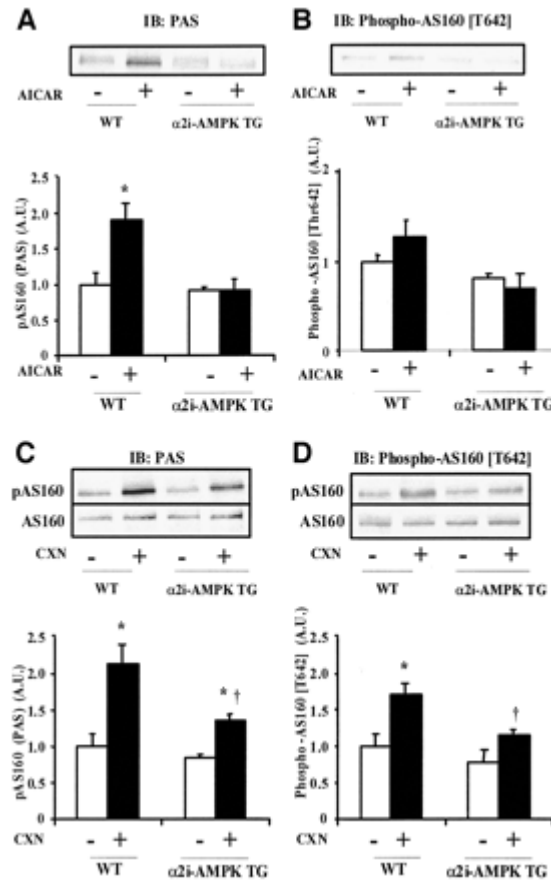 A
IB: PAS
AICAR - + - +
WT α2i-AMPK TG
pAS160 (PAS) (A.U.)
2.5
2.0
1.5
1.0
0.5
0
AICAR - + - +
*
WT α2i-AMPK TG
B
IB: Phospho-AS160 [T642]
AICAR - + - +
WT α2i-AMPK TG
Phospho-AS160 [Thr642] (A.U.)
2
1
0
AICAR - + - +
WT α2i-AMPK TG
C
IB: PAS
pAS160
AS160
CXN - + - +
WT α2i-AMPK TG
pAS160 (PAS) (A.U.)
2.5
2.0
1.5
1.0
0.5
0.0
*
* †
CXN - + - +
WT α2i-AMPK TG
D
IB: Phospho-AS160 [T642]
pAS160
AS160
CXN - + - +
WT α2i-AMPK TG
Phospho-AS160 [T642] (A.U.)
2.5
2.0
1.5
1.0
0.5
0.0
*
†
CXN - + - +
WT α2i-AMPK TG